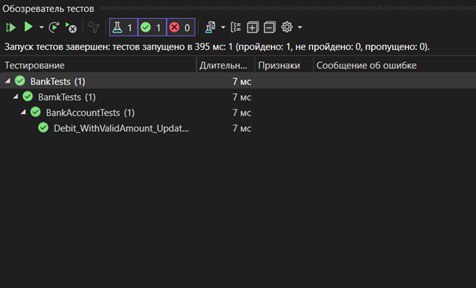 Обозреватель тестов
1 1 0
Запуск тестов завершен: тестов запущено в 395 мс: 1 (пройдено: 1, не пройдено: 0, пропущено: 0).
Тестирование Длительн... Признаки Сообщение об ошибке
BankTests (1) 7 мс
BamkTests (1) 7 мс
BankAccountTests (1) 7 мс
Debit_WithValidAmount_Updat... 7 мс